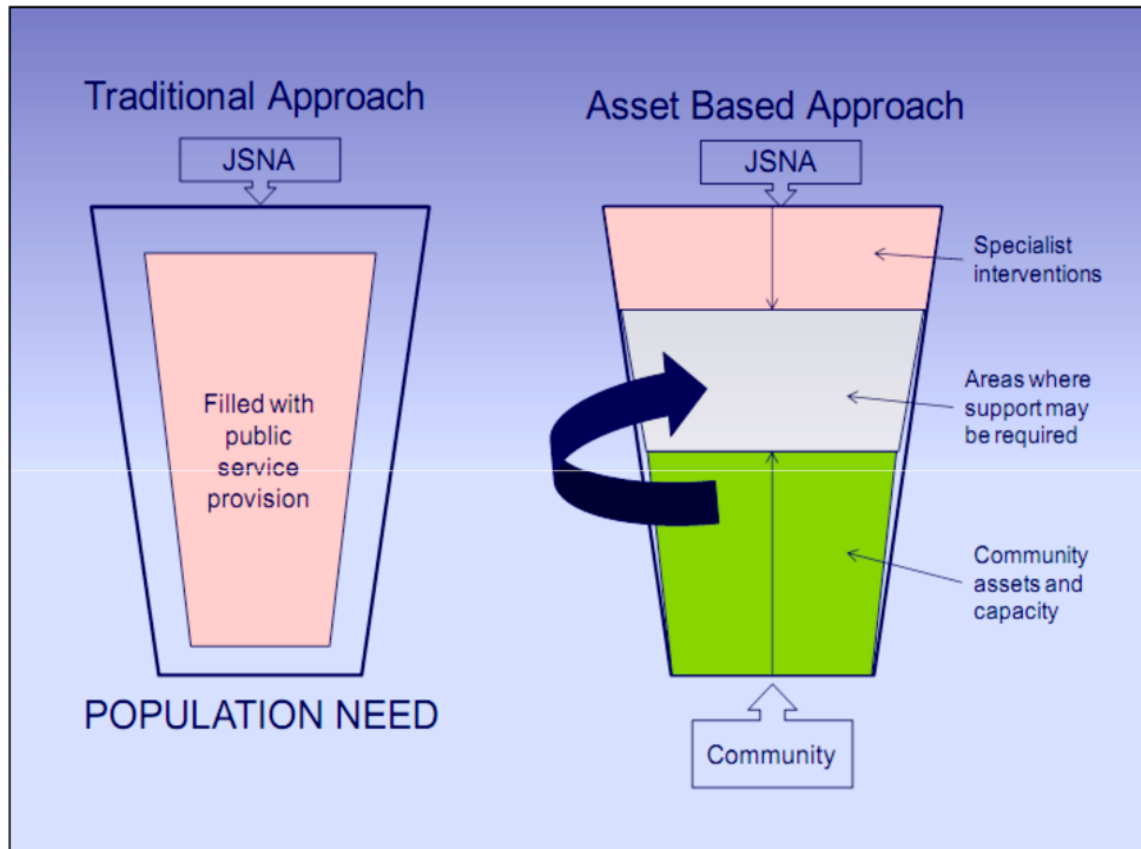 Traditional Approach
JSNA
Filled with
public
service
provision
POPULATION NEED
Asset Based Approach
JSNA
Specialist
interventions
Areas where
support may
be required
Community
assets and
capacity
Community